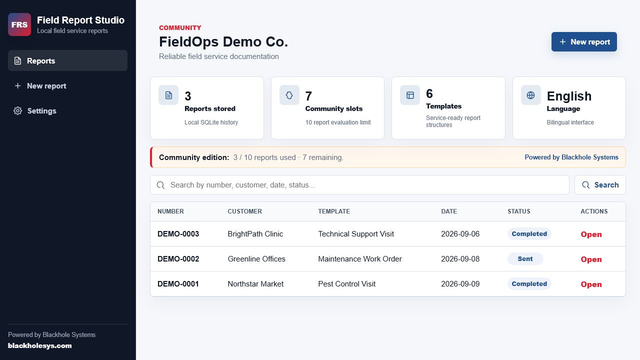 FRS
Field Report Studio
Local field service reports
Reports
New report
Settings
Powered by Blackhole Systems
blackholesys.com
COMMUNITY
FieldOps Demo Co.
Reliable field service documentation
+ New report
3
Reports stored
Local SQLite history
7
Community slots
10 report evaluation limit
6
Templates
Service-ready report
structures
English
Language
Bilingual interface
Community edition: 3 / 10 reports used · 7 remaining.
Powered by Blackhole Systems
Search by number, customer, date, status...
Search
NUMBER CUSTOMER TEMPLATE DATE STATUS ACTIONS
DEMO-0003 BrightPath Clinic Technical Support Visit 2026-09-06 Completed Open
DEMO-0002 Greenline Offices Maintenance Work Order 2026-09-08 Sent Open
DEMO-0001 Northstar Market Pest Control Visit 2026-09-09 Completed Open